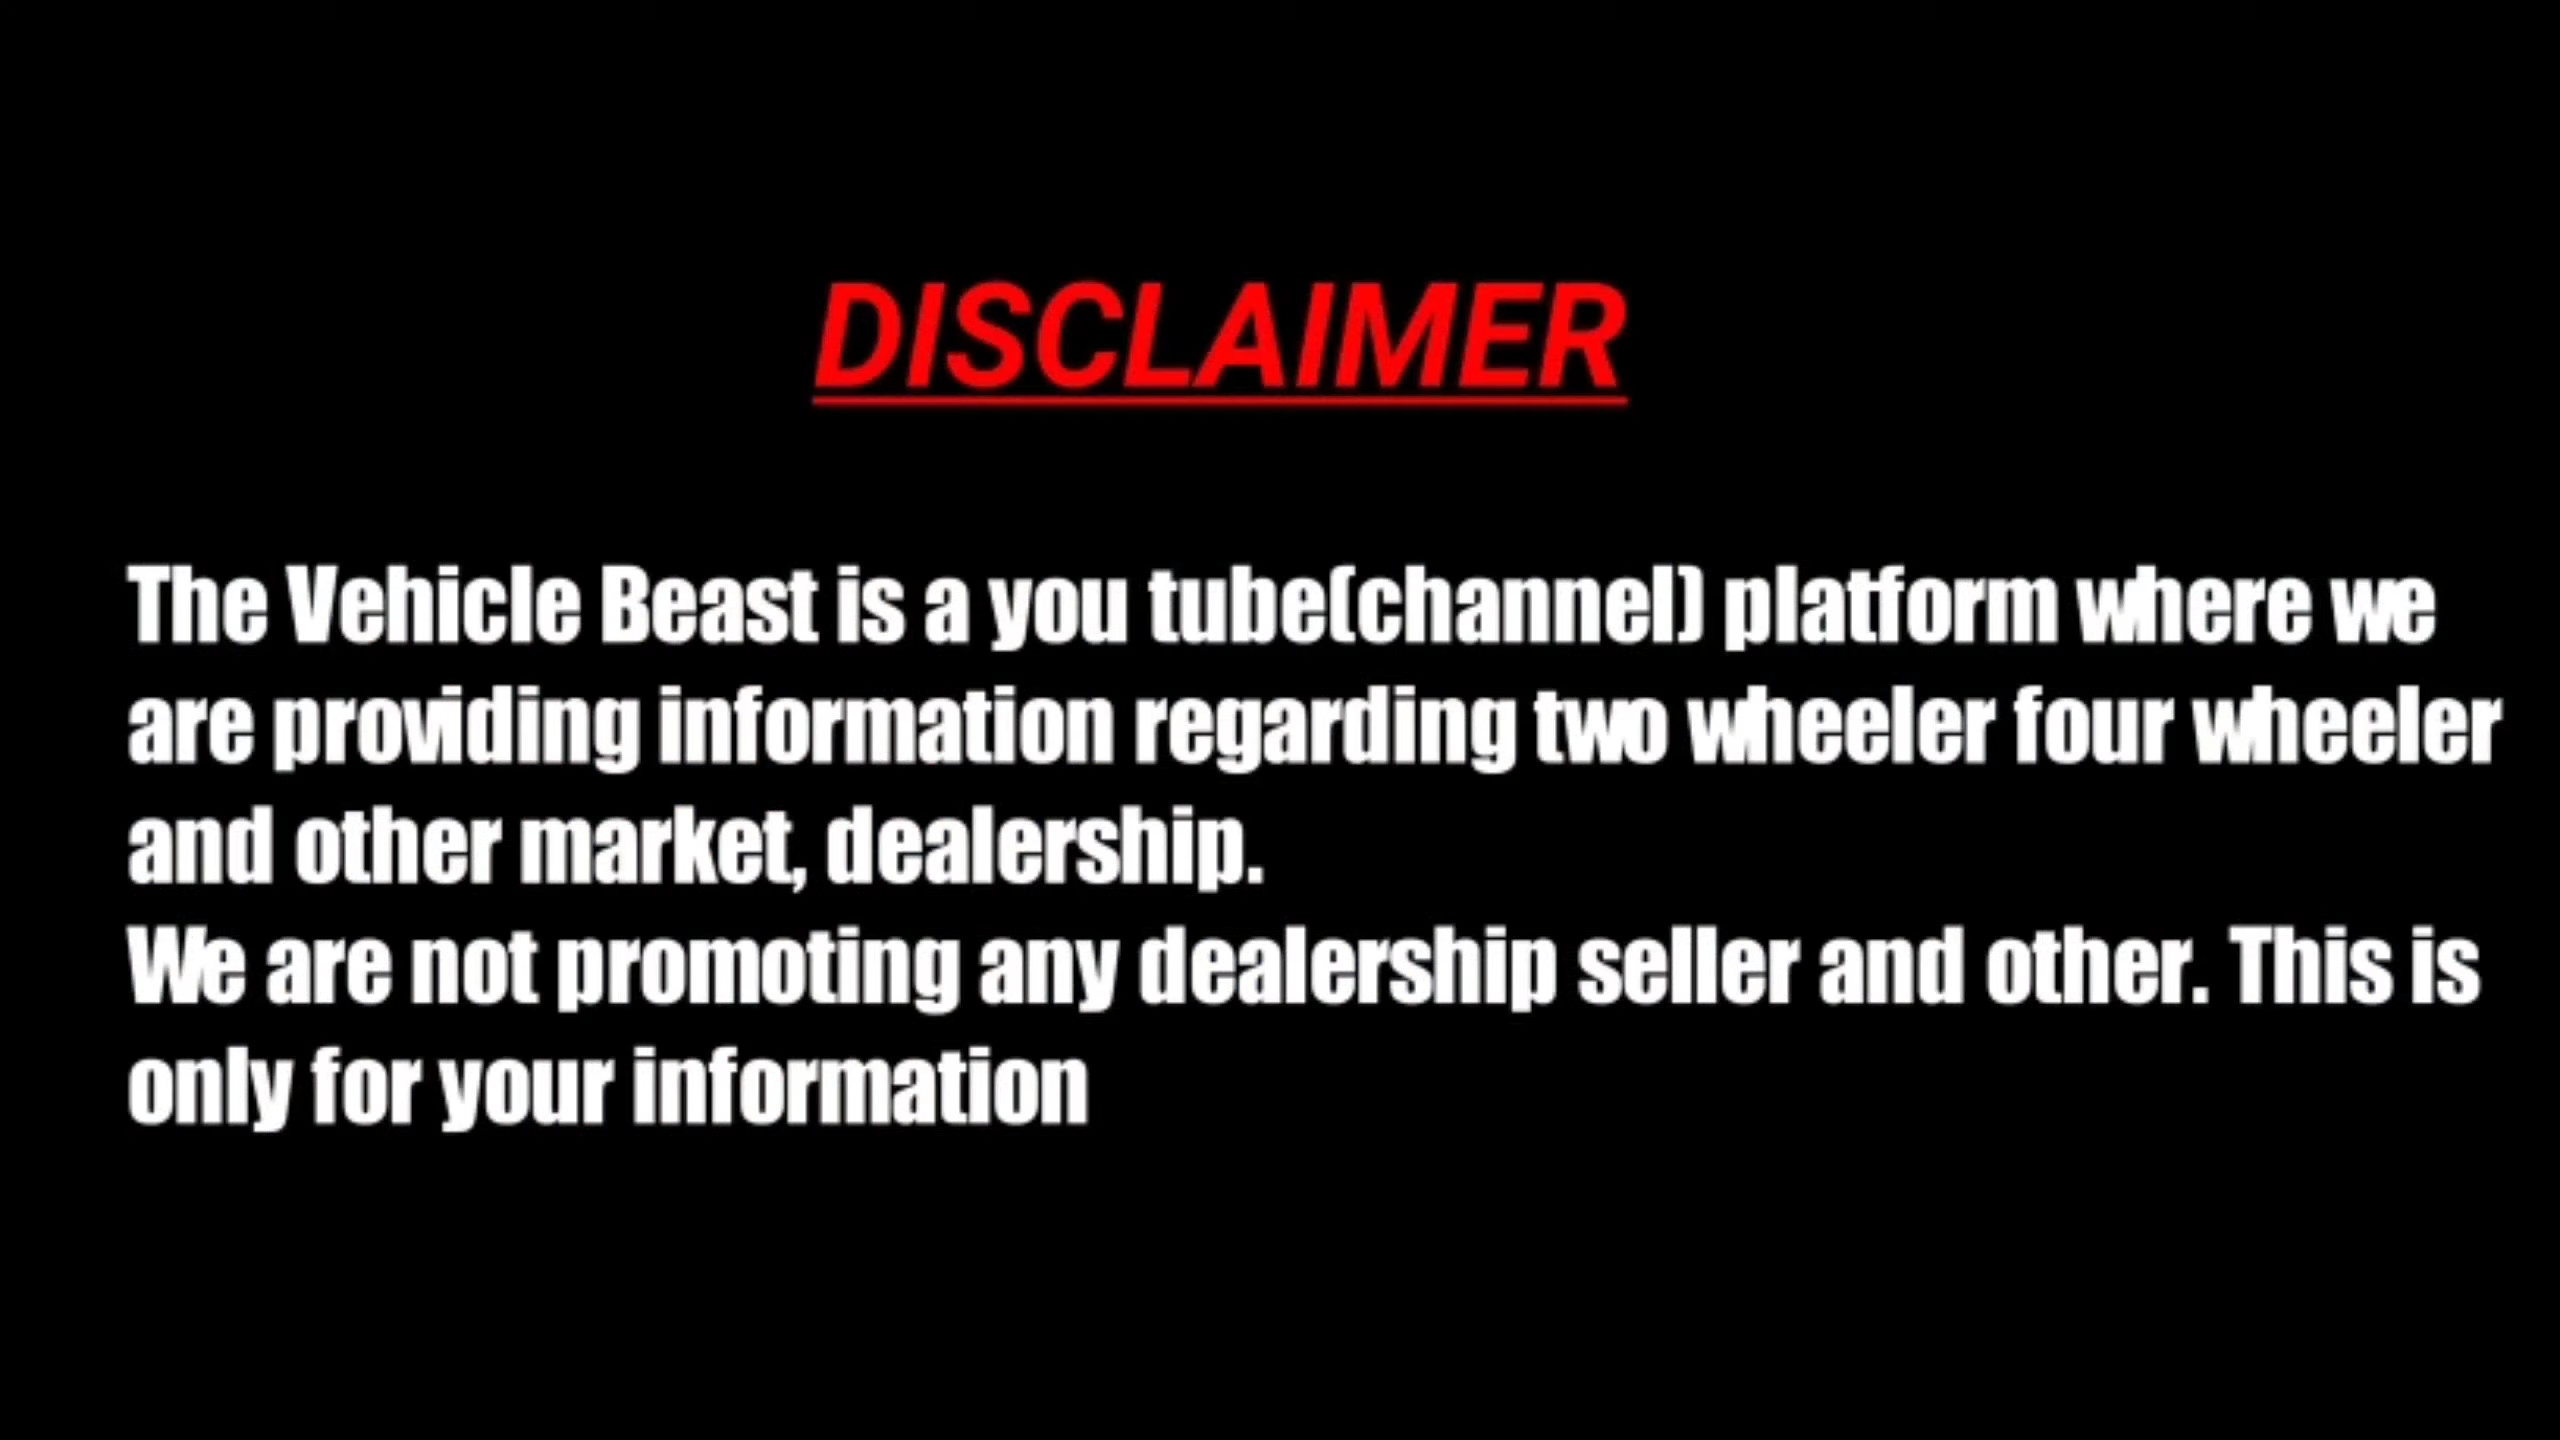 DISCLAIMER
The Vehicle Beast is a you tube(channel) platform where we
are providing information regarding two wheeler four wheeler
and other market, dealership.
We are not promoting any dealership seller and other. This is
only for your information